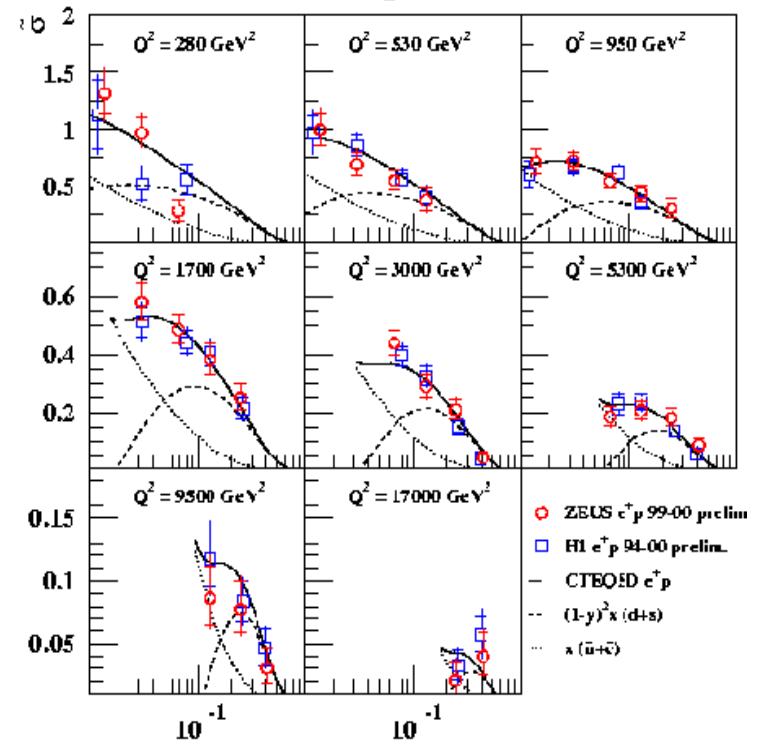 σ̃
2
Q² = 280 GeV²
Q² = 530 GeV²
Q² = 950 GeV²
1.5
1
0.5
Q² = 1700 GeV²
Q² = 3000 GeV²
Q² = 5300 GeV²
0.6
0.4
0.2
Q² = 9500 GeV²
Q² = 17000 GeV²
0.15
0.1
0.05
ZEUS e⁺p 99-00 prelim
H1 e⁺p 94-00 prelim.
CTEQ5D e⁺p
(1-y)²x (d+s)
x (ū+c̄)
10⁻¹
10⁻¹